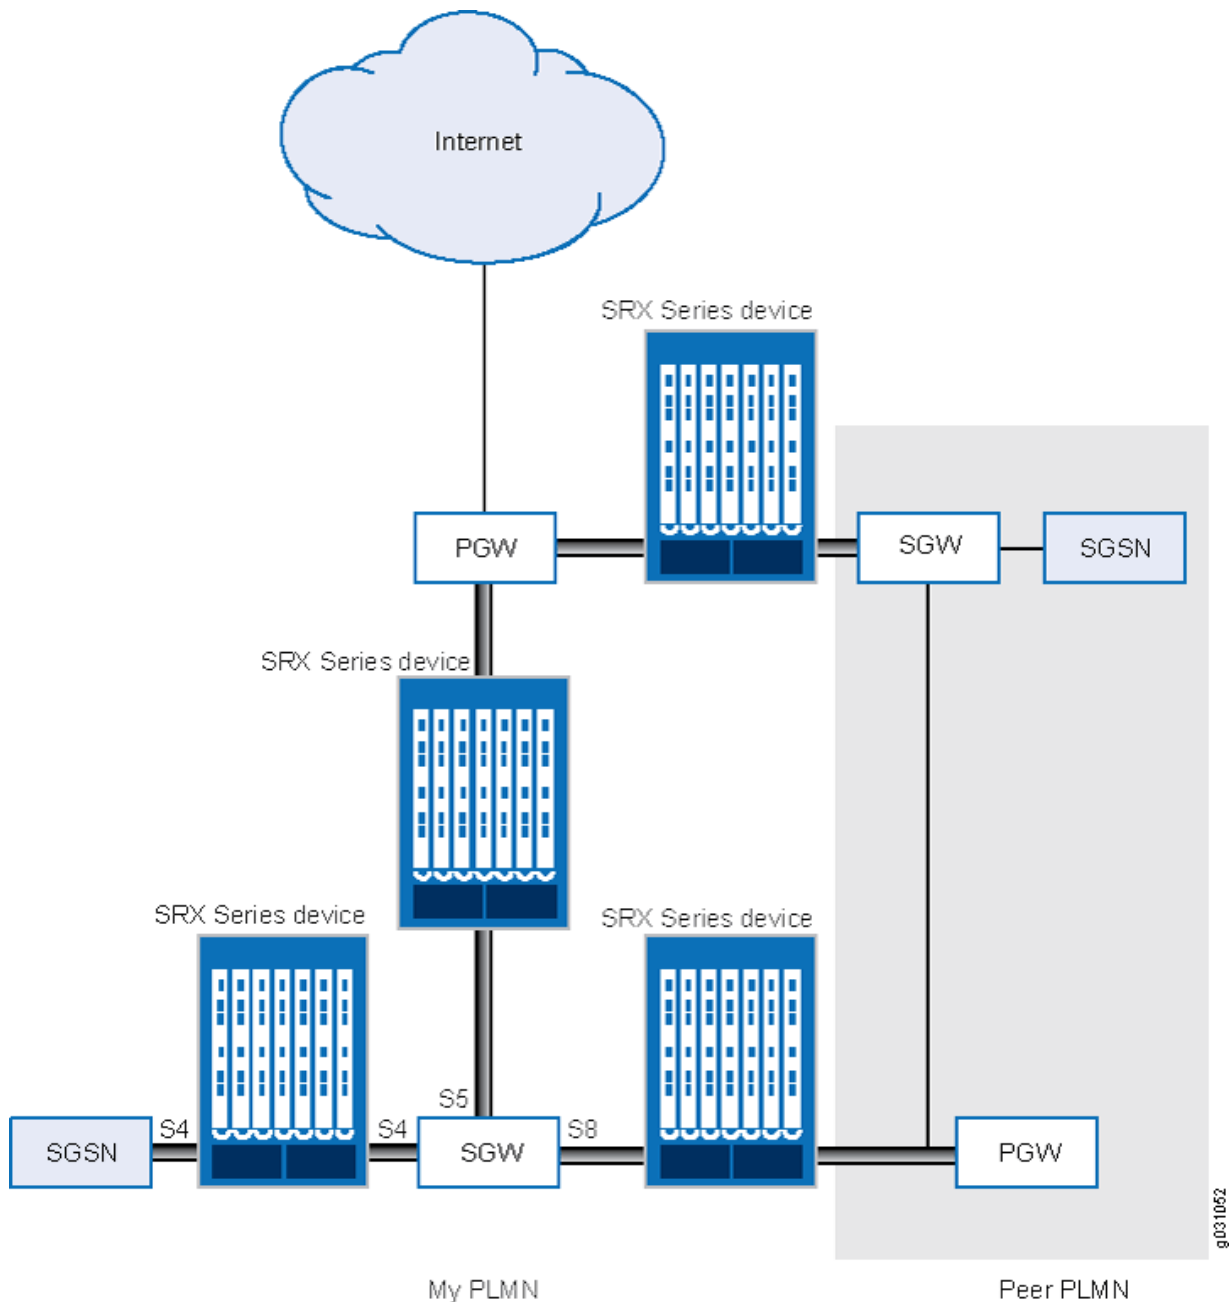 Internet
SRX Series device
PGW
SGW
SGSN
SRX Series device
SRX Series device
SRX Series device
S5
S4
S4
S8
SGSN
SGW
PGW
g031052
My PLMN
Peer PLMN